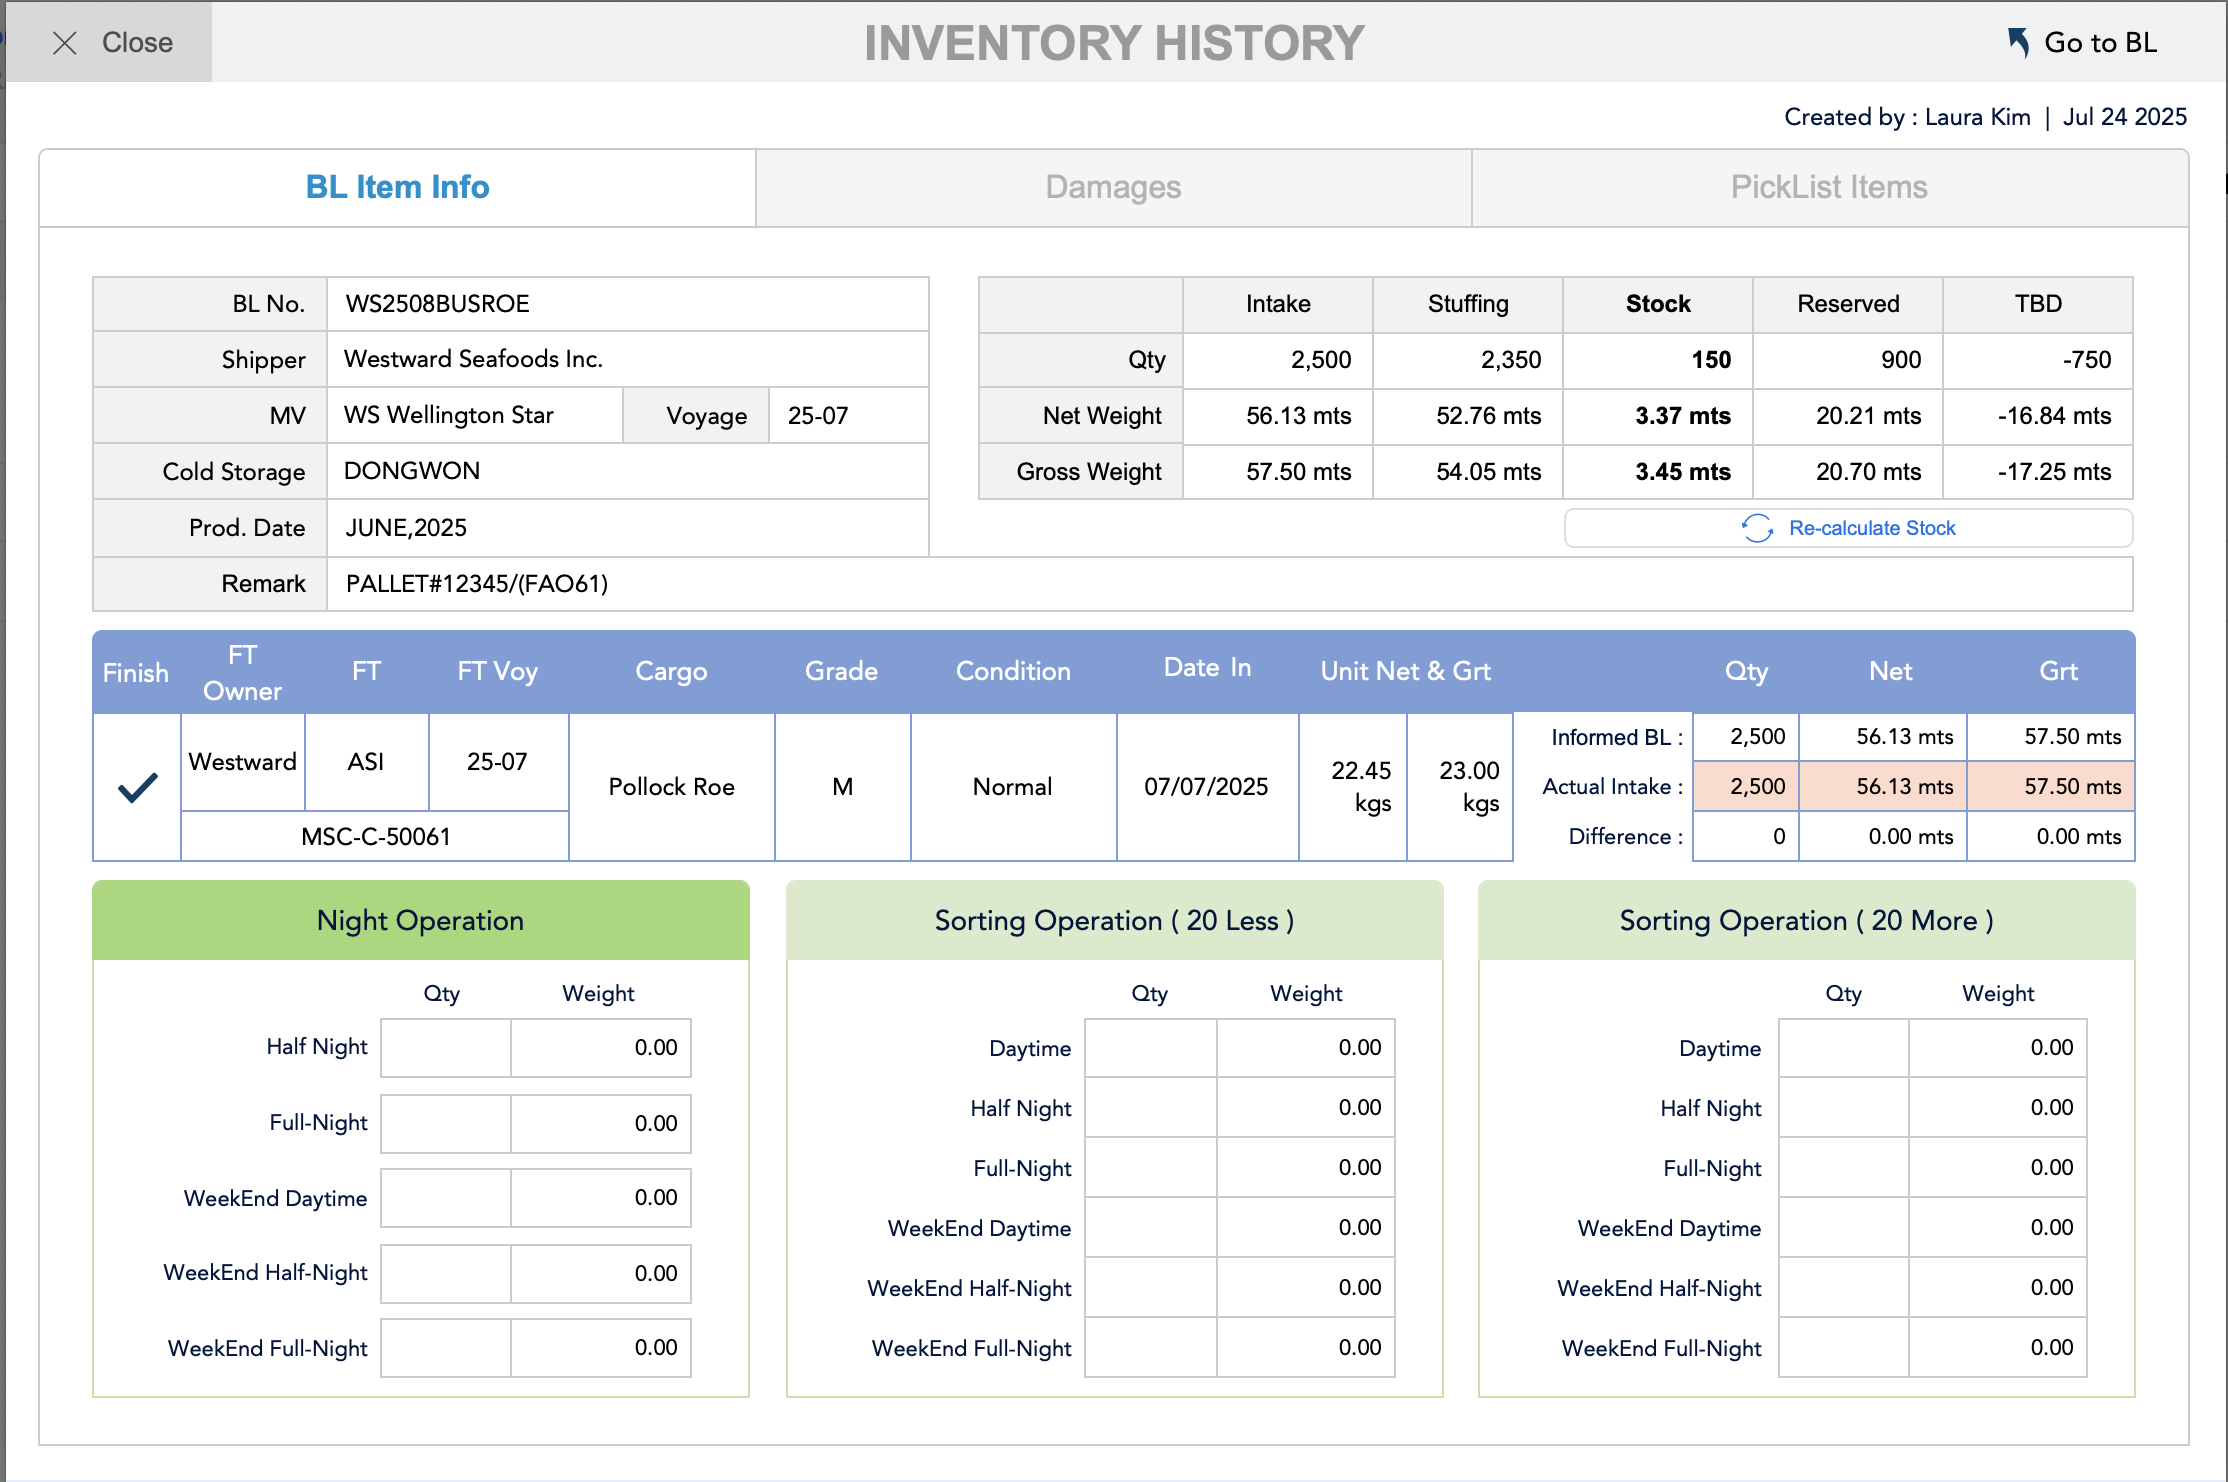 Close
INVENTORY HISTORY
Go to BL
Created by : Laura Kim | Jul 24 2025
BL Item Info
Damages
PickList Items
BL No. WS2508BUSROE
Shipper Westward Seafoods Inc.
MV WS Wellington Star Voyage 25-07
Cold Storage DONGWON
Prod. Date JUNE,2025
Intake Stuffing Stock Reserved TBD
Qty 2,500 2,350 150 900 -750
Net Weight 56.13 mts 52.76 mts 3.37 mts 20.21 mts -16.84 mts
Gross Weight 57.50 mts 54.05 mts 3.45 mts 20.70 mts -17.25 mts
Re-calculate Stock
Remark PALLET#12345/(FAO61)
Finish FT Owner FT FT Voy Cargo Grade Condition Date In Unit Net & Grt Qty Net Grt
Westward ASI 25-07
MSC-C-50061
Pollock Roe M Normal 07/07/2025 22.45 kgs 23.00 kgs
Informed BL : 2,500 56.13 mts 57.50 mts
Actual Intake : 2,500 56.13 mts 57.50 mts
Difference : 0 0.00 mts 0.00 mts
Night Operation
Qty Weight
Half Night 0.00
Full-Night 0.00
WeekEnd Daytime 0.00
WeekEnd Half-Night 0.00
WeekEnd Full-Night 0.00
Sorting Operation ( 20 Less )
Qty Weight
Daytime 0.00
Half Night 0.00
Full-Night 0.00
WeekEnd Daytime 0.00
WeekEnd Half-Night 0.00
WeekEnd Full-Night 0.00
Sorting Operation ( 20 More )
Qty Weight
Daytime 0.00
Half Night 0.00
Full-Night 0.00
WeekEnd Daytime 0.00
WeekEnd Half-Night 0.00
WeekEnd Full-Night 0.00